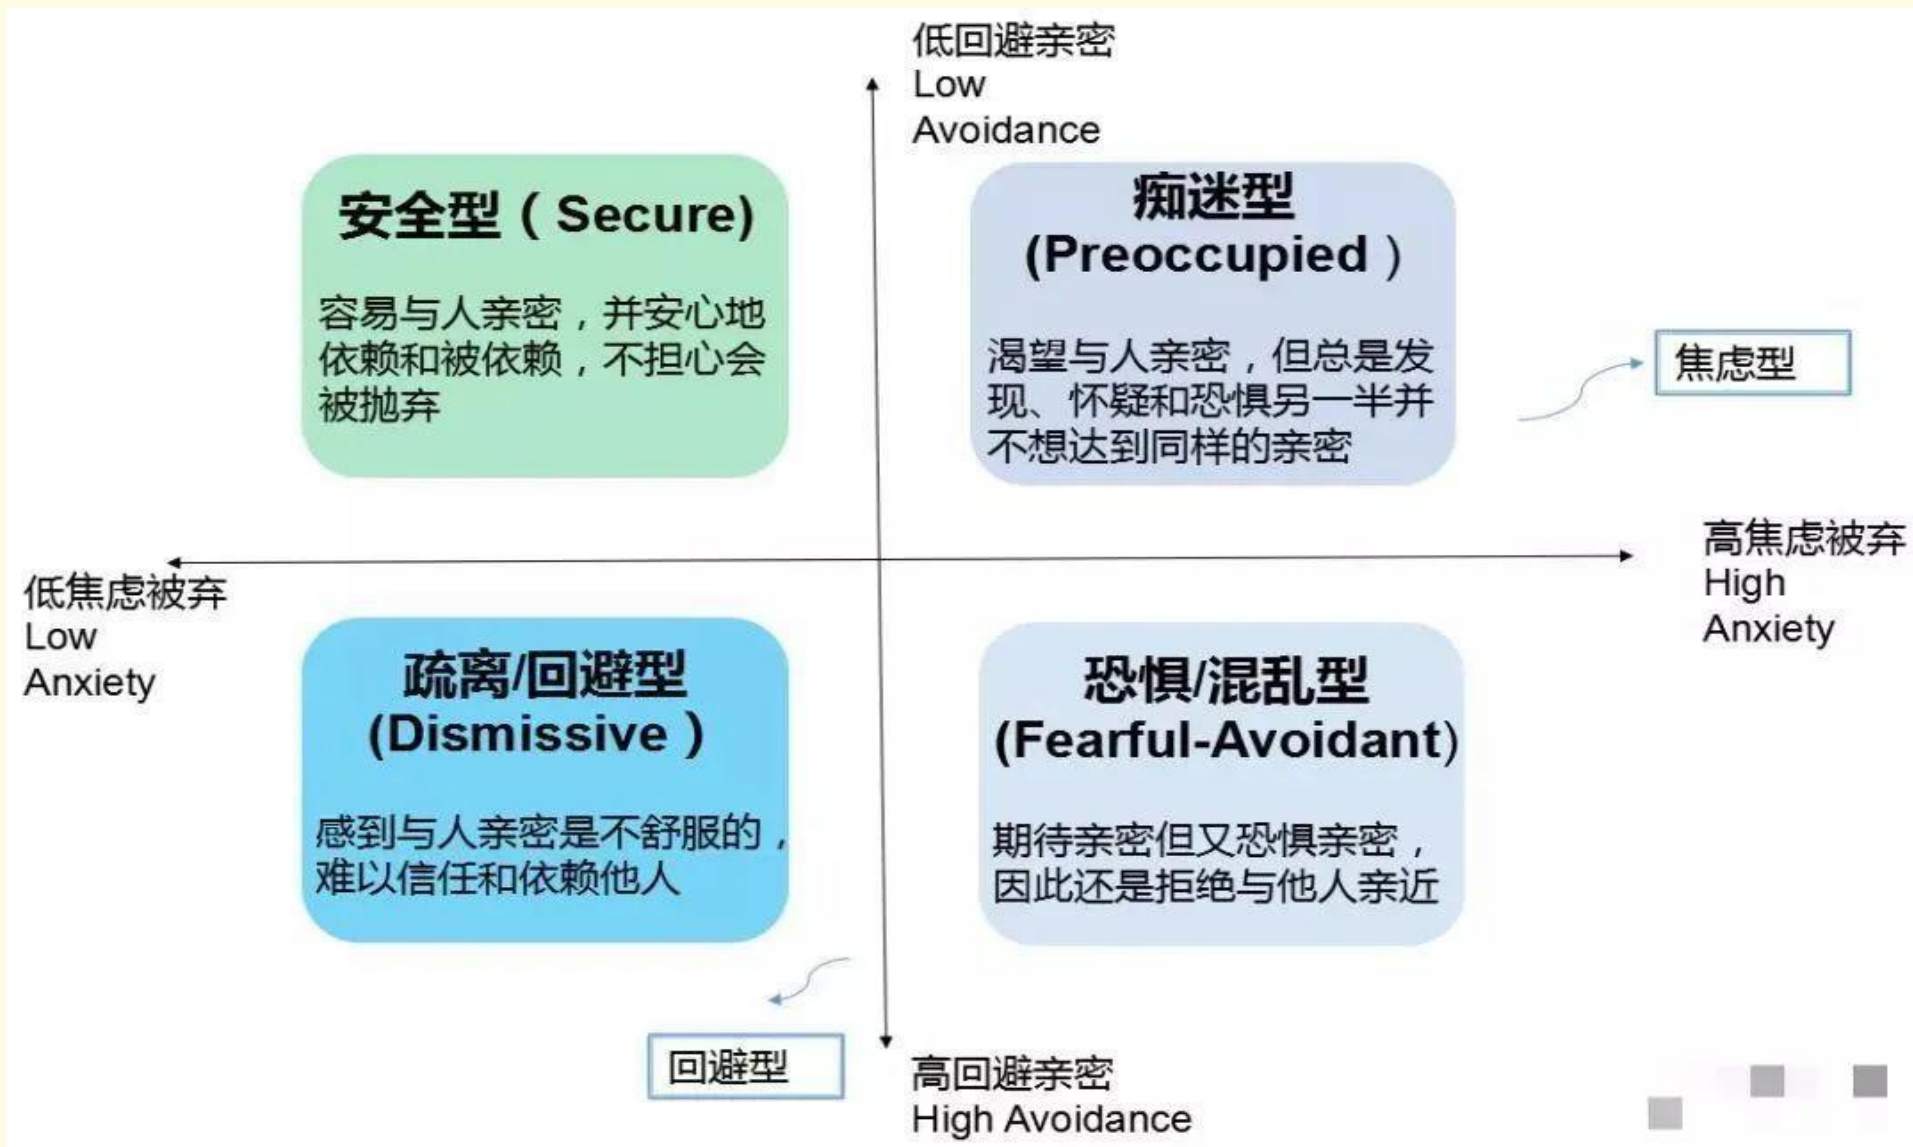 低回避亲密
Low
Avoidance
安全型（Secure)
容易与人亲密，并安心地
依赖和被依赖，不担心会
被抛弃
痴迷型
(Preoccupied）
渴望与人亲密，但总是发
现、怀疑和恐惧另一半并
不想达到同样的亲密
焦虑型
低焦虑被弃
Low
Anxiety
高焦虑被弃
High
Anxiety
疏离/回避型
(Dismissive）
感到与人亲密是不舒服的，
难以信任和依赖他人
恐惧/混乱型
(Fearful-Avoidant)
期待亲密但又恐惧亲密，
因此还是拒绝与他人亲近
回避型
高回避亲密
High Avoidance